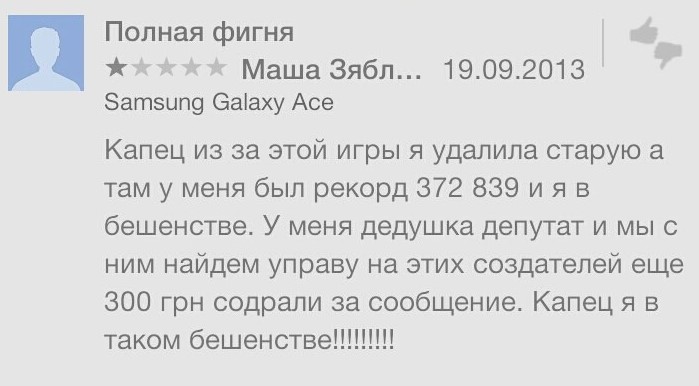 Полная фигня
Маша Зябл... 19.09.2013
Samsung Galaxy Ace
Капец из за этой игры я удалила старую а
там у меня был рекорд 372 839 и я в
бешенстве. У меня дедушка депутат и мы с
ним найдем управу на этих создателей еще
300 грн содрали за сообщение. Капец я в
таком бешенстве!!!!!!!!!